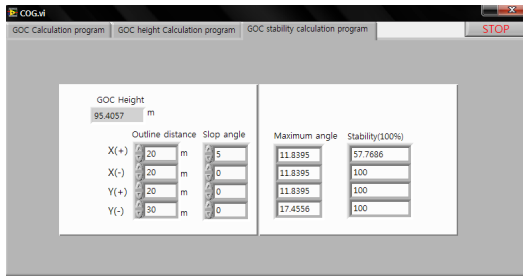 COG.vi
GOC Calculation program GOC height Calculation program GOC stability calculation program STOP
GOC Height
95.4057 m
Outline distance Slop angle Maximum angle Stability(100%)
X(+) 20 m 5 11.8395 57.7686
X(-) 20 m 0 11.8395 100
Y(+) 20 m 0 11.8395 100
Y(-) 30 m 0 17.4556 100